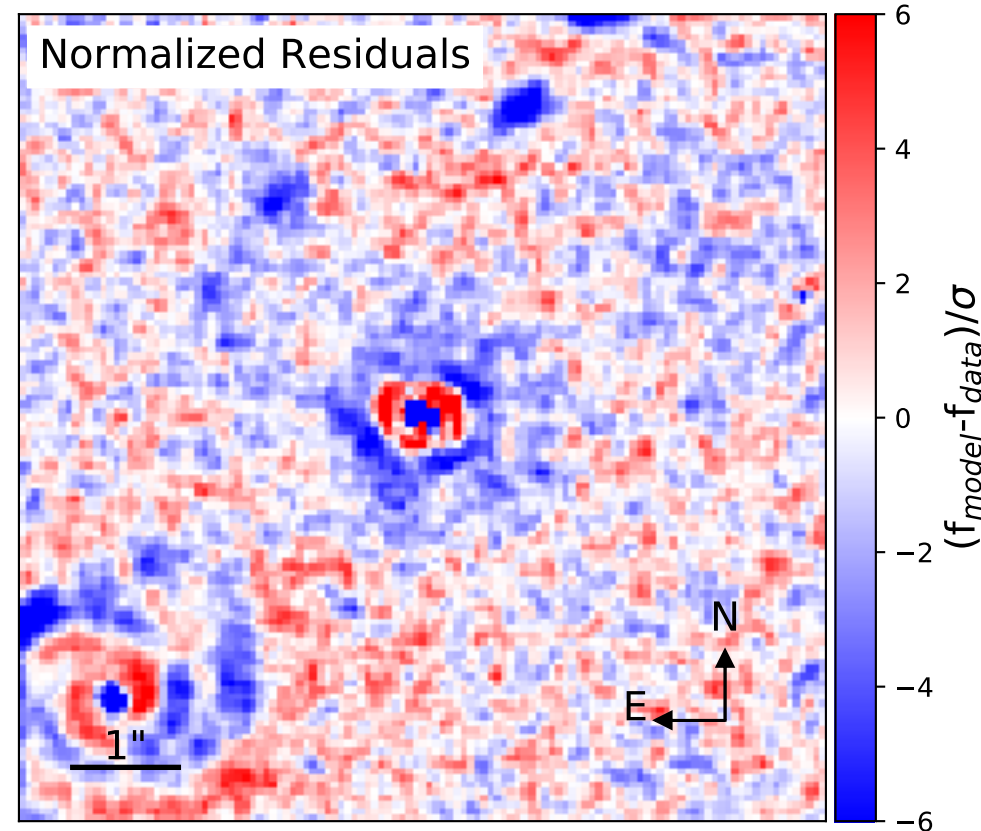 Normalized Residuals
6
4
2
0
−2
−4
−6
(f_model-f_data)/σ
N
E
1"